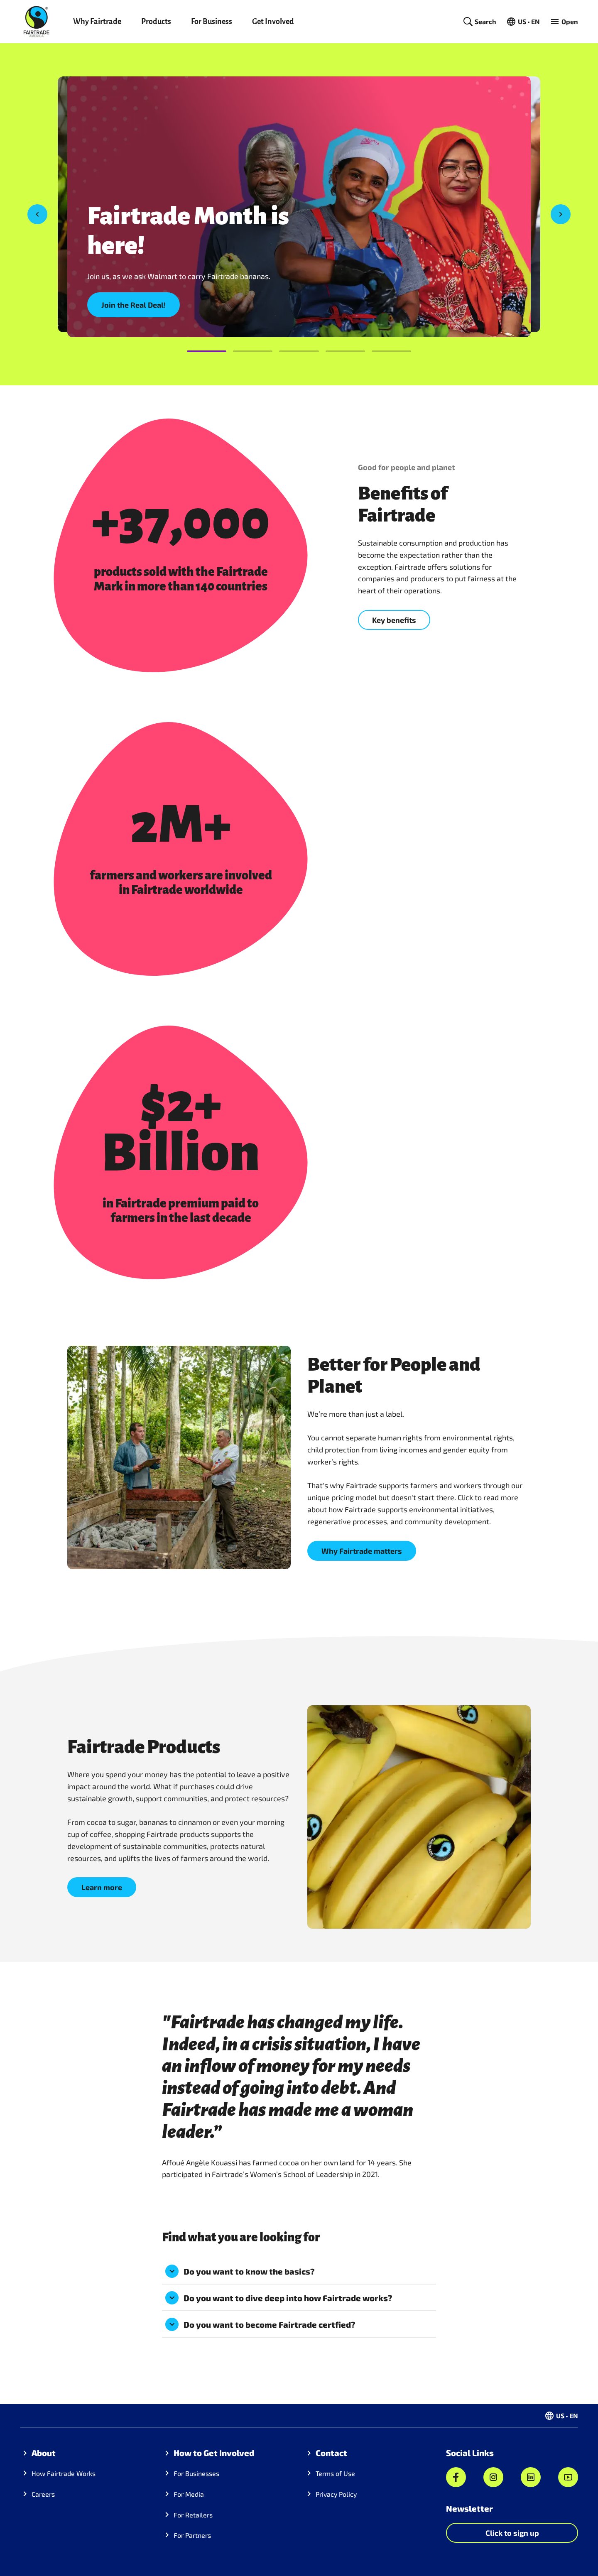 FAIRTRADE
AMERICA
Why Fairtrade
Products
For Business
Get Involved
Search
US • EN
Open
Fairtrade Month is
here!
Join us, as we ask Walmart to carry Fairtrade bananas.
Join the Real Deal!
+37,000
products sold with the Fairtrade
Mark in more than 140 countries
Good for people and planet
Benefits of
Fairtrade
Sustainable consumption and production has
become the expectation rather than the
exception. Fairtrade offers solutions for
companies and producers to put fairness at the
heart of their operations.
Key benefits
2M+
farmers and workers are involved
in Fairtrade worldwide
$2+
Billion
in Fairtrade premium paid to
farmers in the last decade
Better for People and
Planet
We're more than just a label.
You cannot separate human rights from environmental rights,
child protection from living incomes and gender equity from
worker's rights.
That's why Fairtrade supports farmers and workers through our
unique pricing model but doesn't start there. Click to read more
about how Fairtrade supports environmental initiatives,
regenerative processes, and community development.
Why Fairtrade matters
Fairtrade Products
Where you spend your money has the potential to leave a positive
impact around the world. What if purchases could drive
sustainable growth, support communities, and protect resources?
From cocoa to sugar, bananas to cinnamon or even your morning
cup of coffee, shopping Fairtrade products supports the
development of sustainable communities, protects natural
resources, and uplifts the lives of farmers around the world.
Learn more
"Fairtrade has changed my life.
Indeed, in a crisis situation, I have
an inflow of money for my needs
instead of going into debt. And
Fairtrade has made me a woman
leader.”
Affoué Angèle Kouassi has farmed cocoa on her own land for 14 years. She
participated in Fairtrade's Women's School of Leadership in 2021.
Find what you are looking for
Do you want to know the basics?
Do you want to dive deep into how Fairtrade works?
Do you want to become Fairtrade certfied?
US • EN
About
How Fairtrade Works
Careers
How to Get Involved
For Businesses
For Media
For Retailers
For Partners
Contact
Terms of Use
Privacy Policy
Social Links
Newsletter
Click to sign up